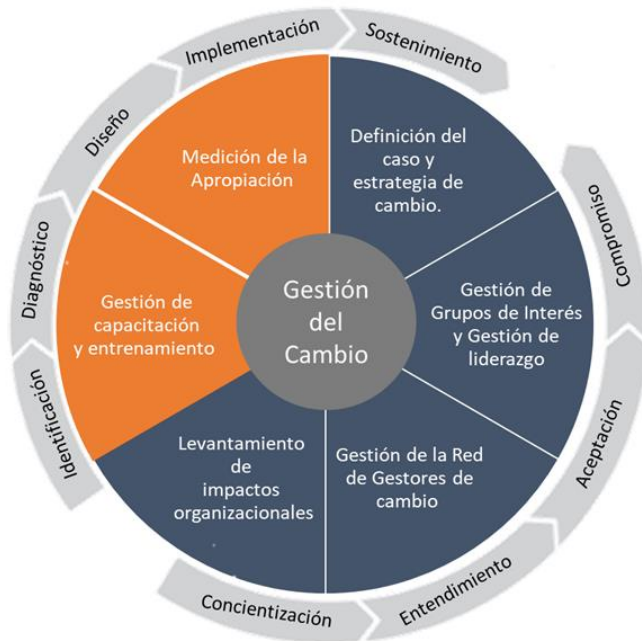 Implementación
Sostenimiento
Diseño
Diagnóstico
Identificación
Compromiso
Aceptación
Entendimiento
Concientización
Medición de la
Apropiación
Definición del
caso y
estrategia de
cambio.
Gestión de
capacitación
y entrenamiento
Gestión
del
Cambio
Gestión de
Grupos de Interés
y Gestión de
liderazgo
Levantamiento
de
impactos
organizacionales
Gestión de la Red
de Gestores de
cambio